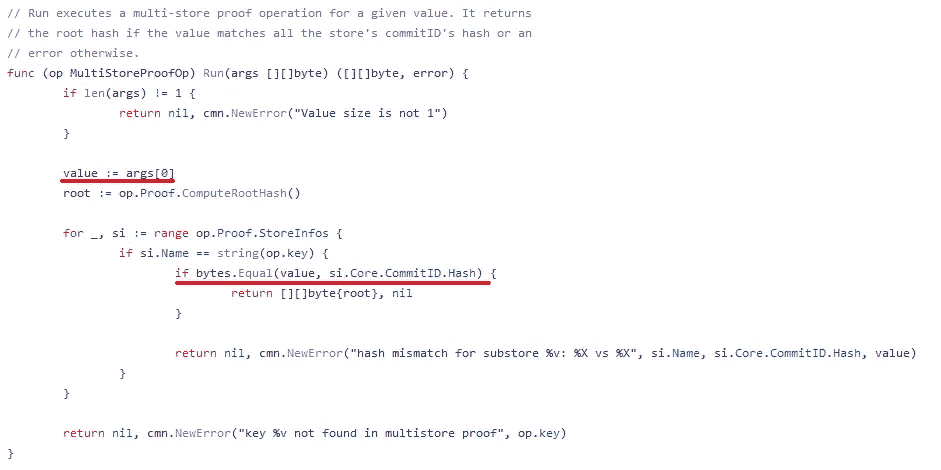 // Run executes a multi-store proof operation for a given value. It returns
// the root hash if the value matches all the store's commitID's hash or an
// error otherwise.
func (op MultiStoreProofOp) Run(args [][]byte) ([][]byte, error) {
        if len(args) != 1 {
                return nil, cmn.NewError("Value size is not 1")
        }

        value := args[0]
        root := op.Proof.ComputeRootHash()

        for _, si := range op.Proof.StoreInfos {
                if si.Name == string(op.key) {
                        if bytes.Equal(value, si.Core.CommitID.Hash) {
                                return [][]byte{root}, nil
                        }

                        return nil, cmn.NewError("hash mismatch for substore %v: %X vs %X", si.Name, si.Core.CommitID.Hash, value)
                }
        }

        return nil, cmn.NewError("key %v not found in multistore proof", op.key)
}